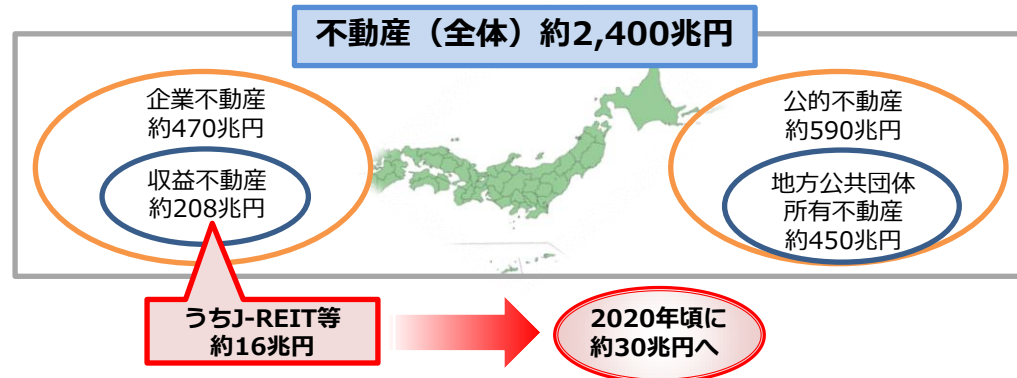 不動産（全体）約2,400兆円
企業不動産
約470兆円
収益不動産
約208兆円
公的不動産
約590兆円
地方公共団体
所有不動産
約450兆円
うちJ-REIT等
約16兆円
2020年頃に
約30兆円へ